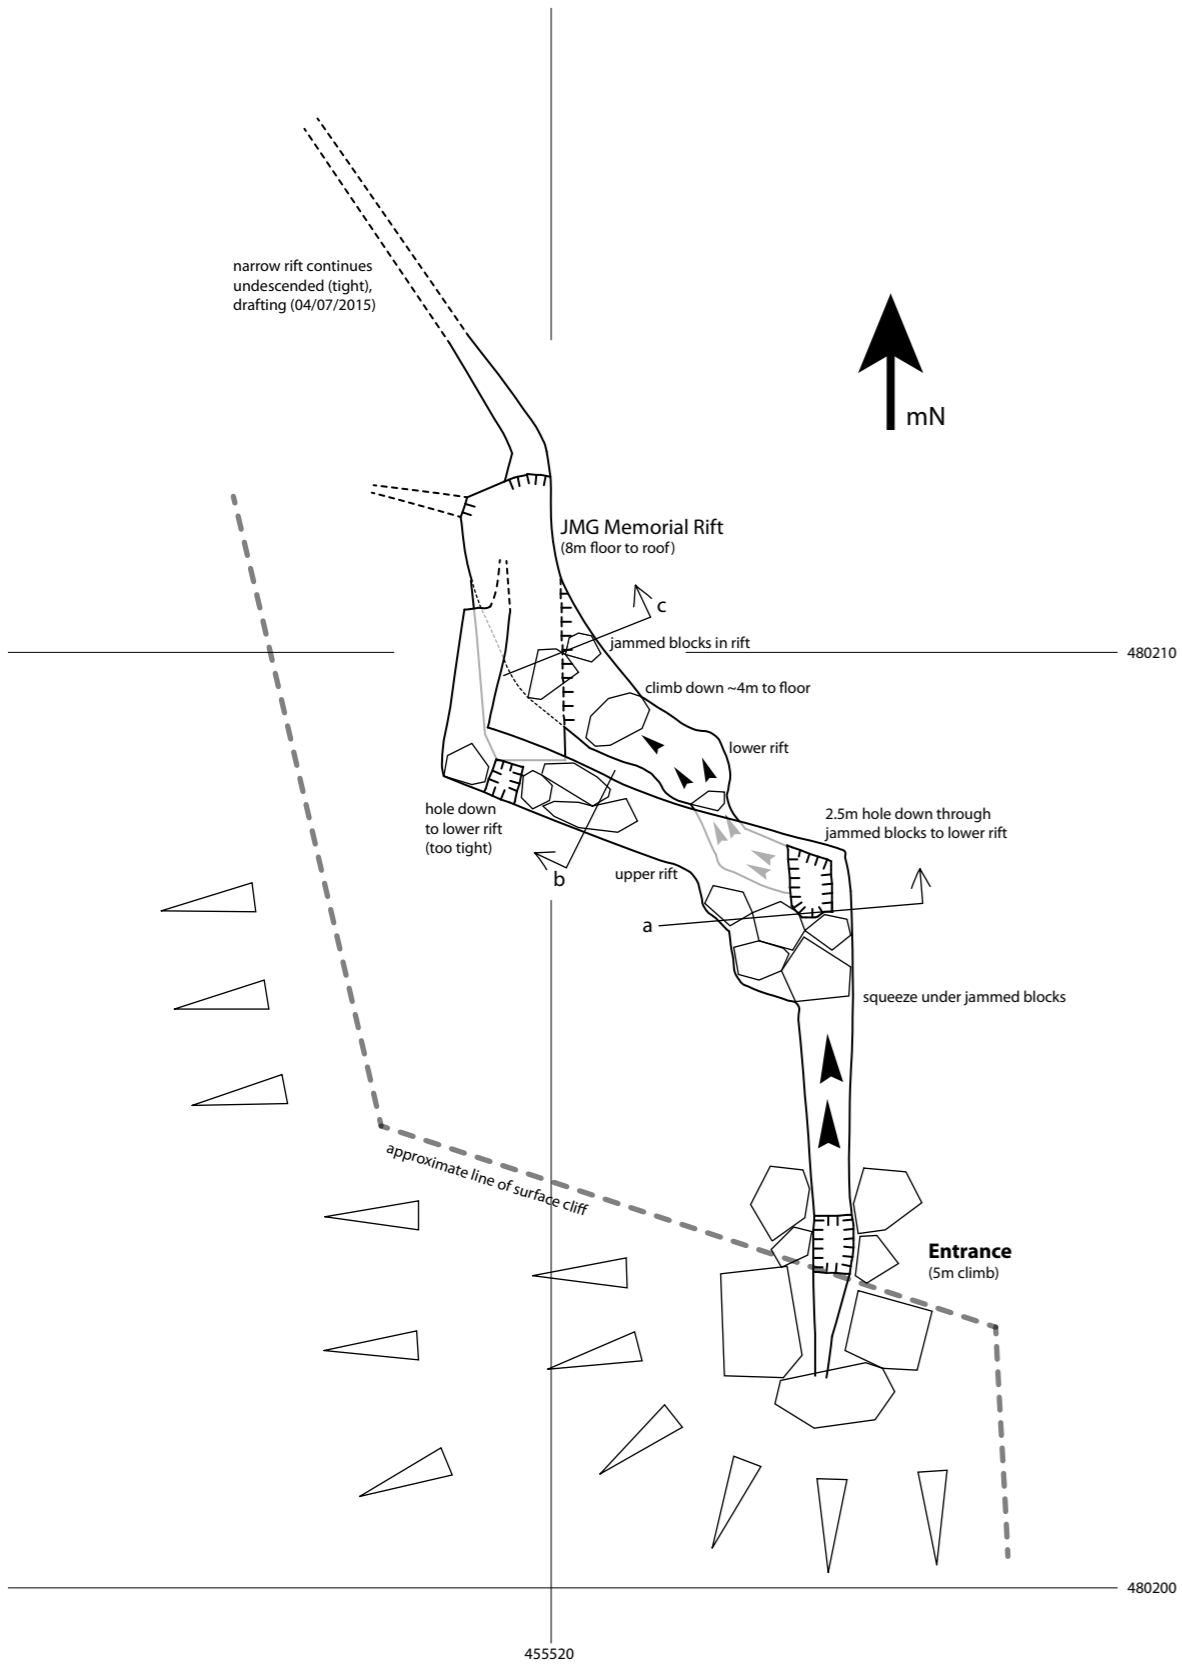 narrow rift continues
undescended (tight),
drafting (04/07/2015)
mN
JMG Memorial Rift
(8m floor to roof)
c
jammed blocks in rift
480210
climb down ~4m to floor
lower rift
hole down
to lower rift
(too tight)
2.5m hole down through
jammed blocks to lower rift
b
upper rift
a
squeeze under jammed blocks
approximate line of surface cliff
Entrance
(5m climb)
480200
455520